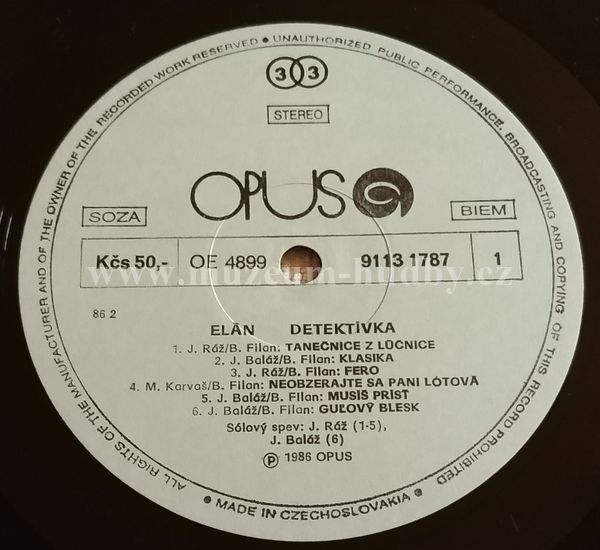 ALL RIGHTS OF THE MANUFACTURER AND OF THE OWNER OF THE RECORDED WORK RESERVED • UNAUTHORIZED PUBLIC PERFORMANCE, BROADCASTING AND COPYING OF THIS RECORD PROHIBITED
33
STEREO
OPUS
SOZA BIEM
Kčs 50,- OE 4899 9113 1787 1
www.muzeum-hudby.cz
86 2
ELÁN DETEKTÍVKA
1. J. Ráž/B. Filan: TANEČNICE Z LÚČNICE
2. J. Baláž/B. Filan: KLASIKA
3. J. Ráž/B. Filan: FERO
4. M. Karvaš/B. Filan: NEOBZERAJTE SA PANI LÓTOVÁ
5. J. Baláž/B. Filan: MUSÍŠ PRÍSŤ
6. J. Baláž/B. Filan: GUĽOVÝ BLESK
Sólový spev: J. Ráž (1-5),
J. Baláž (6)
Ⓟ 1986 OPUS
• MADE IN CZECHOSLOVAKIA •